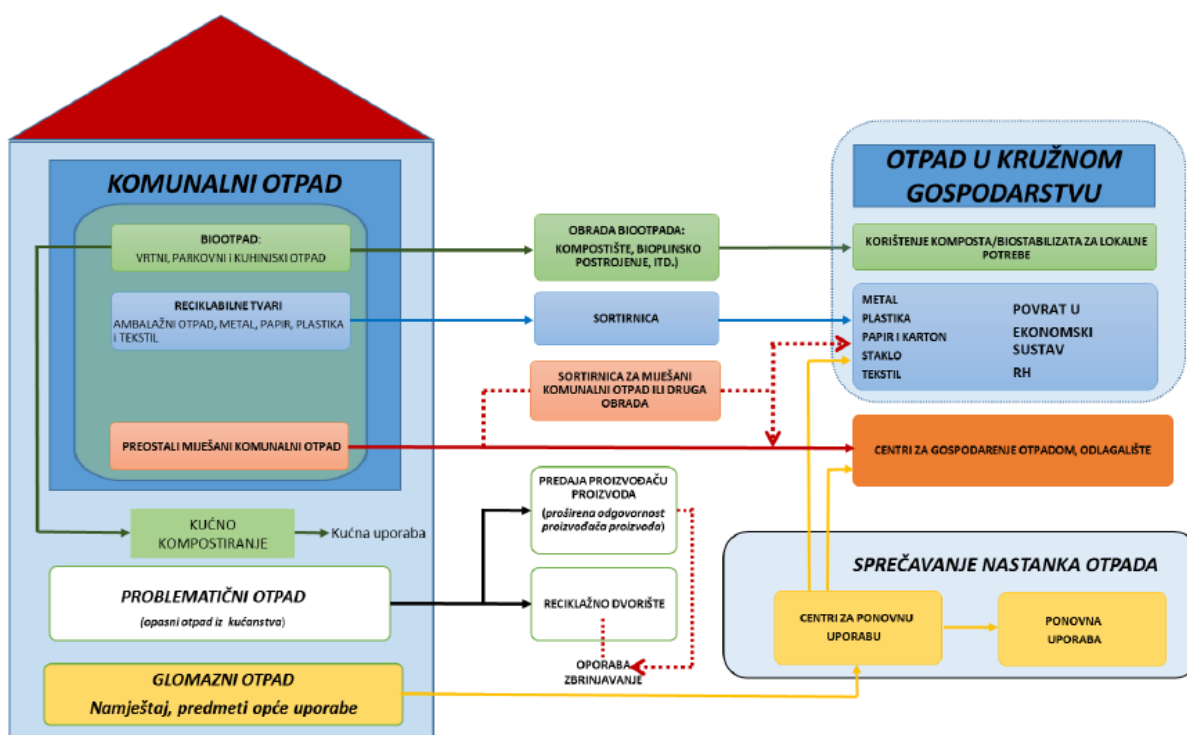 KOMUNALNI OTPAD
BIOOTPAD:
VRTNI, PARKOVNI I KUHINJSKI OTPAD
RECIKLABILNE TVARI
AMBALAŽNI OTPAD, METAL, PAPIR, PLASTIKA
i TEKSTIL
PREOSTALI MIJEŠANI KOMUNALNI OTPAD
KUĆNO
KOMPOSTIRANJE
Kućna uporaba
PROBLEMATIČNI OTPAD
(opasni otpad iz kućanstva)
GLOMAZNI OTPAD
Namještaj, predmeti opće uporabe
OBRADA BIOOTPADA:
KOMPOSTIŠTE, BIOPLINSKO
POSTROJENJE, ITD.)
SORTIRNICA
SORTIRNICA ZA MIJEŠANI
KOMUNALNI OTPAD ILI DRUGA
OBRADA
PREDAJA PROIZVOĐAČU
PROIZVODA
(proširena odgovornost
proizvođača proizvođa)
RECIKLAŽNO DVORIŠTE
OPORABA
ZBRINJAVANJE
OTPAD U KRUŽNOM
GOSPODARSTVU
KORIŠTENJE KOMPOSTA/BIOSTABILIZATA ZA LOKALNE
POTREBE
METAL
PLASTIKA
PAPIR I KARTON
STAKLO
TEKSTIL
POVRAT U
EKONOMSKI
SUSTAV
RH
CENTRI ZA GOSPODARENJE OTPADOM, ODLAGALIŠTE
SPREČAVANJE NASTANKA OTPADA
CENTRI ZA PONOVNU
UPORABU
PONOVNA
UPORABA